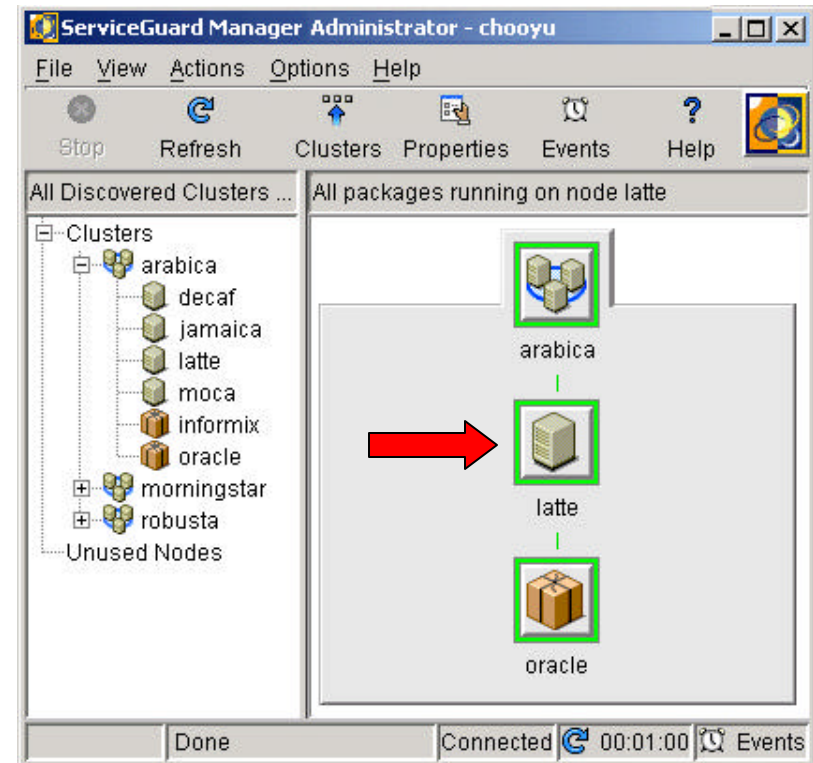 ServiceGuard Manager Administrator - chooyu
File View Actions Options Help
Stop Refresh Clusters Properties Events Help
All Discovered Clusters ... All packages running on node latte
Clusters
arabica
decaf
jamaica
latte
moca
informix
oracle
morningstar
robusta
Unused Nodes
arabica
latte
oracle
Done Connected 00:01:00 Events